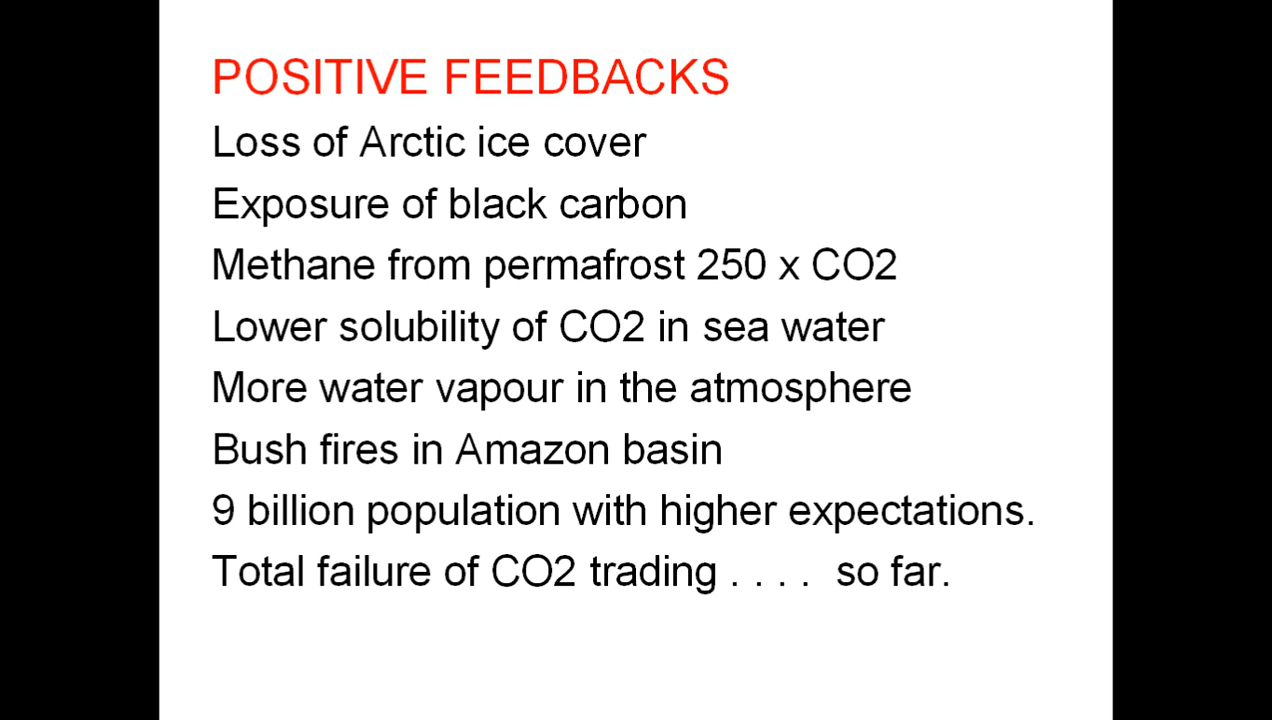 POSITIVE FEEDBACKS
Loss of Arctic ice cover
Exposure of black carbon
Methane from permafrost 250 x CO2
Lower solubility of CO2 in sea water
More water vapour in the atmosphere
Bush fires in Amazon basin
9 billion population with higher expectations.
Total failure of CO2 trading . . . .  so far.